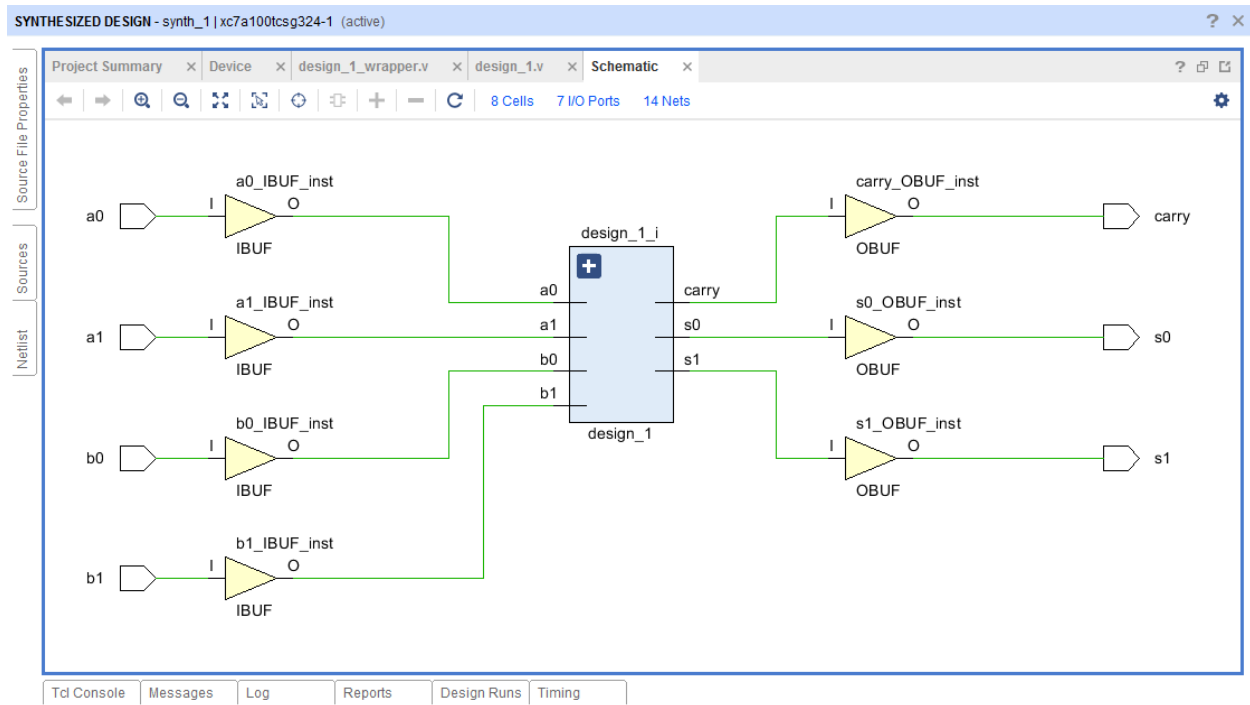 SYNTHESIZED DESIGN - synth_1 | xc7a100tcsg324-1 (active) ? ×
Source File Properties
Sources
Netlist
Project Summary × Device × design_1_wrapper.v × design_1.v × Schematic × ?
8 Cells 7 I/O Ports 14 Nets
a0_IBUF_inst
a0 I O
IBUF
a1_IBUF_inst
a1 I O
IBUF
b0_IBUF_inst
b0 I O
IBUF
b1_IBUF_inst
b1 I O
IBUF
design_1_i
a0 carry
a1 s0
b0 s1
b1
design_1
carry_OBUF_inst
I O carry
OBUF
s0_OBUF_inst
I O s0
OBUF
s1_OBUF_inst
I O s1
OBUF
Tcl Console Messages Log Reports Design Runs Timing